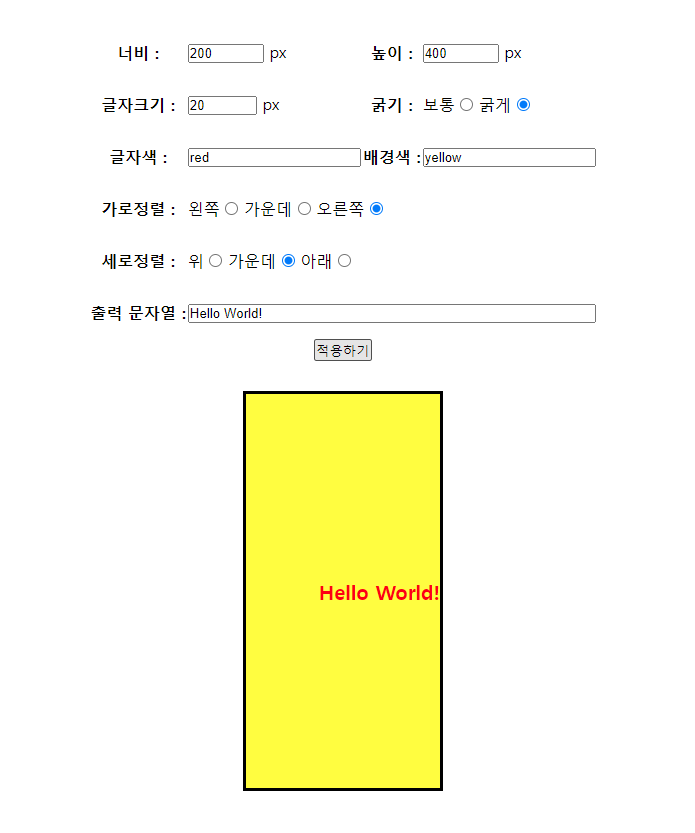 너비 : 200 px 높이 : 400 px
글자크기 : 20 px 굵기 : 보통 굵게
글자색 : red 배경색 : yellow
가로정렬 : 왼쪽 가운데 오른쪽
세로정렬 : 위 가운데 아래
출력 문자열 : Hello World!
적용하기
Hello World!